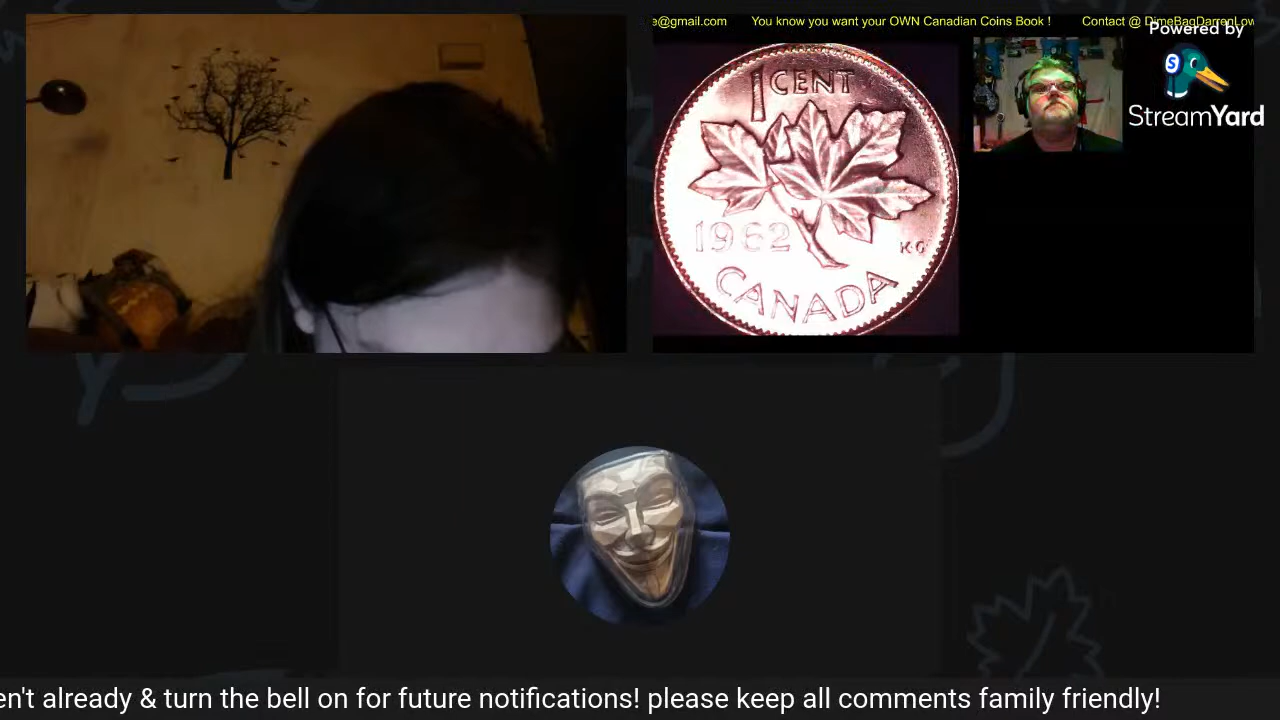 e@gmail.com You know you want your OWN Canadian Coins Book ! Contact @ DimeBagDarrenLow
Powered by
S
StreamYard
1 CENT
1962
KG
CANADA
en't already & turn the bell on for future notifications! please keep all comments family friendly!